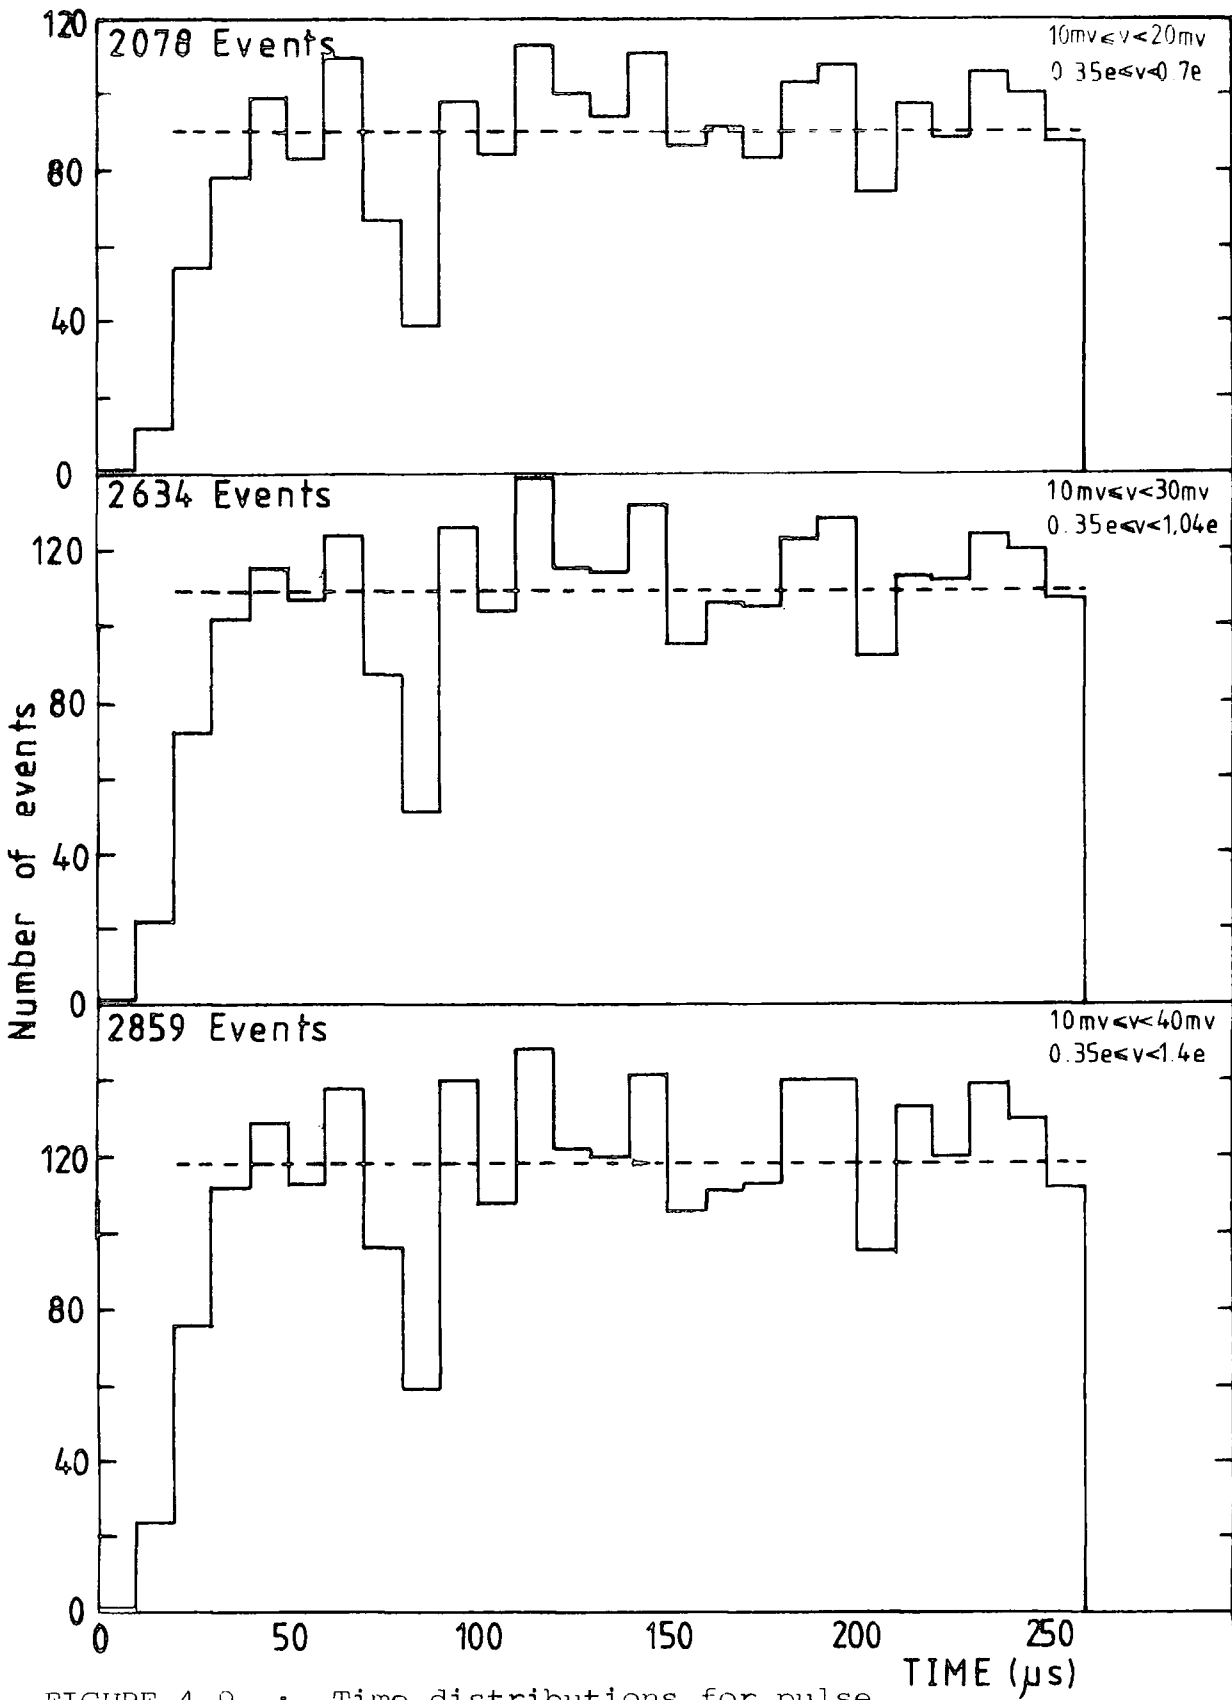 120
2078 Events
10mv≤v<20mv
0.35e≤v<0.7e
80
40
0
2634 Events
10mv≤v<30mv
0.35e≤v<1,04e
120
80
40
0
Number of events
2859 Events
10mv≤v<40mv
0.35e≤v<1.4e
120
80
40
0
0 50 100 150 200 250
TIME (μs)
FIGURE 4.9 : Time distributions for pulse